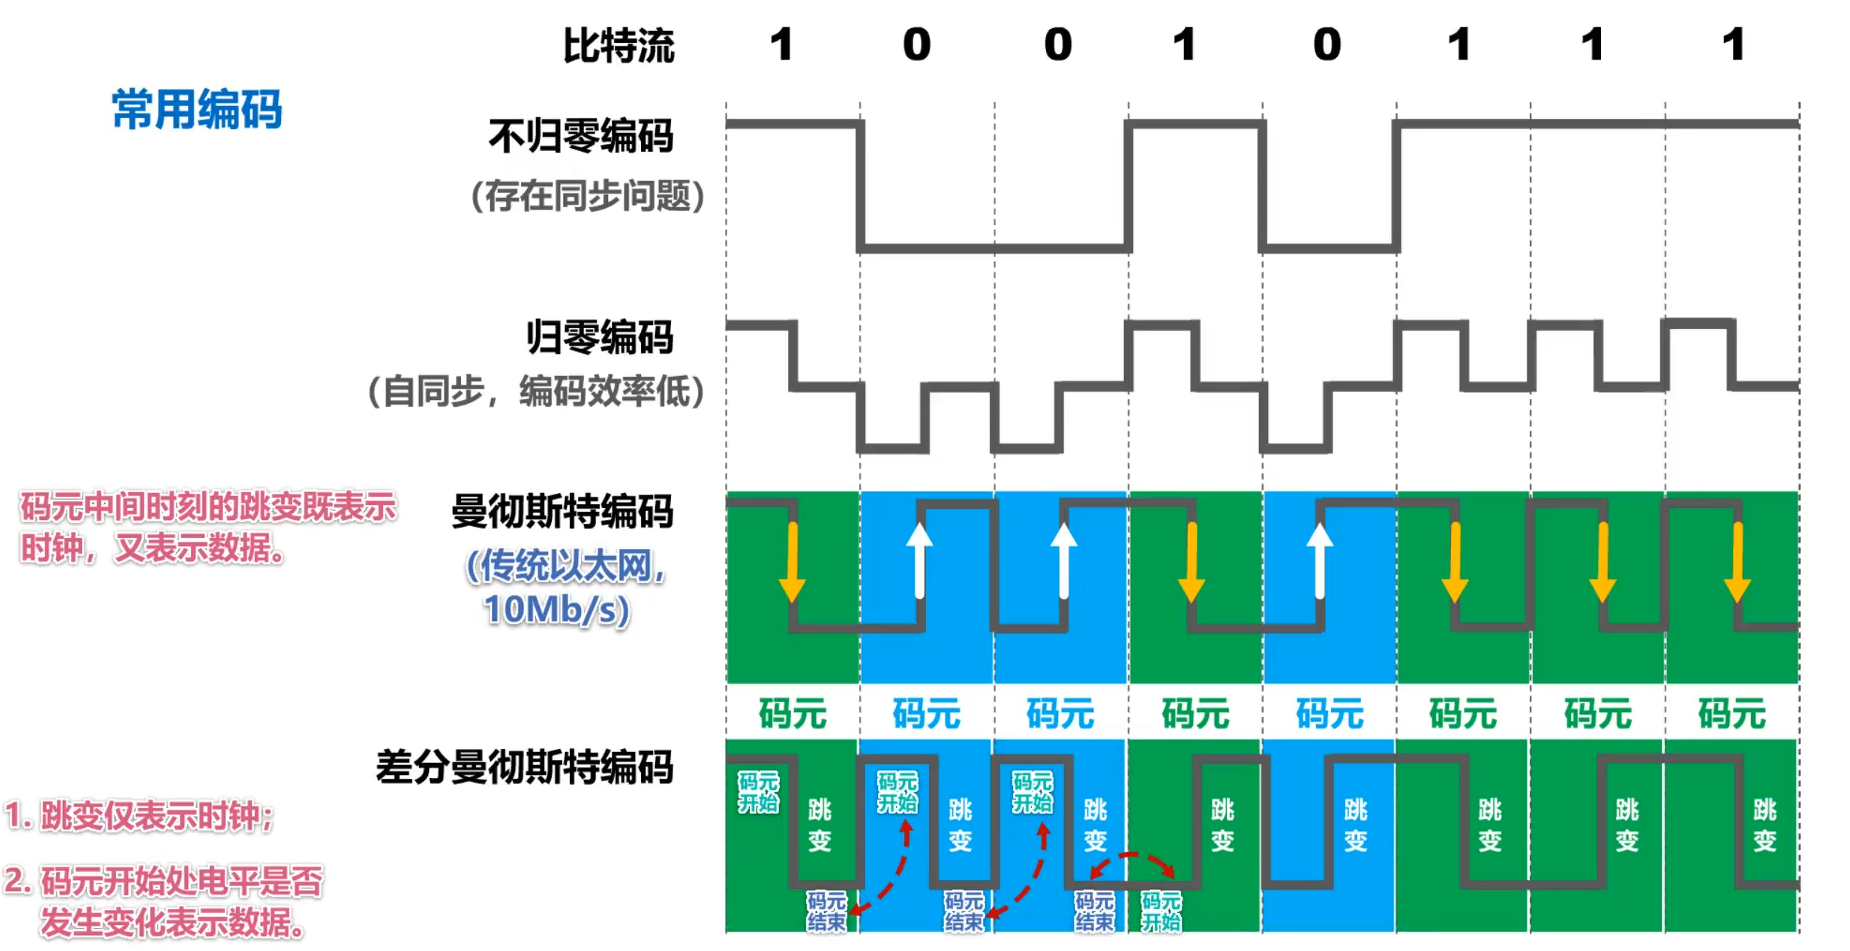 比特流 1 0 0 1 0 1 1 1
常用编码
不归零编码
（存在同步问题）
归零编码
（自同步，编码效率低）
码元中间时刻的跳变既表示
时钟，又表示数据。
曼彻斯特编码
（传统以太网，
10Mb/s）
码元 码元 码元 码元 码元 码元 码元 码元
差分曼彻斯特编码
1. 跳变仅表示时钟；
2. 码元开始处电平是否
发生变化表示数据。
码元
开始
跳变
码元
结束
码元
开始
跳变
码元
结束
码元
开始
跳变
码元
结束
码元
开始
跳变
跳变
跳变
跳变
跳变